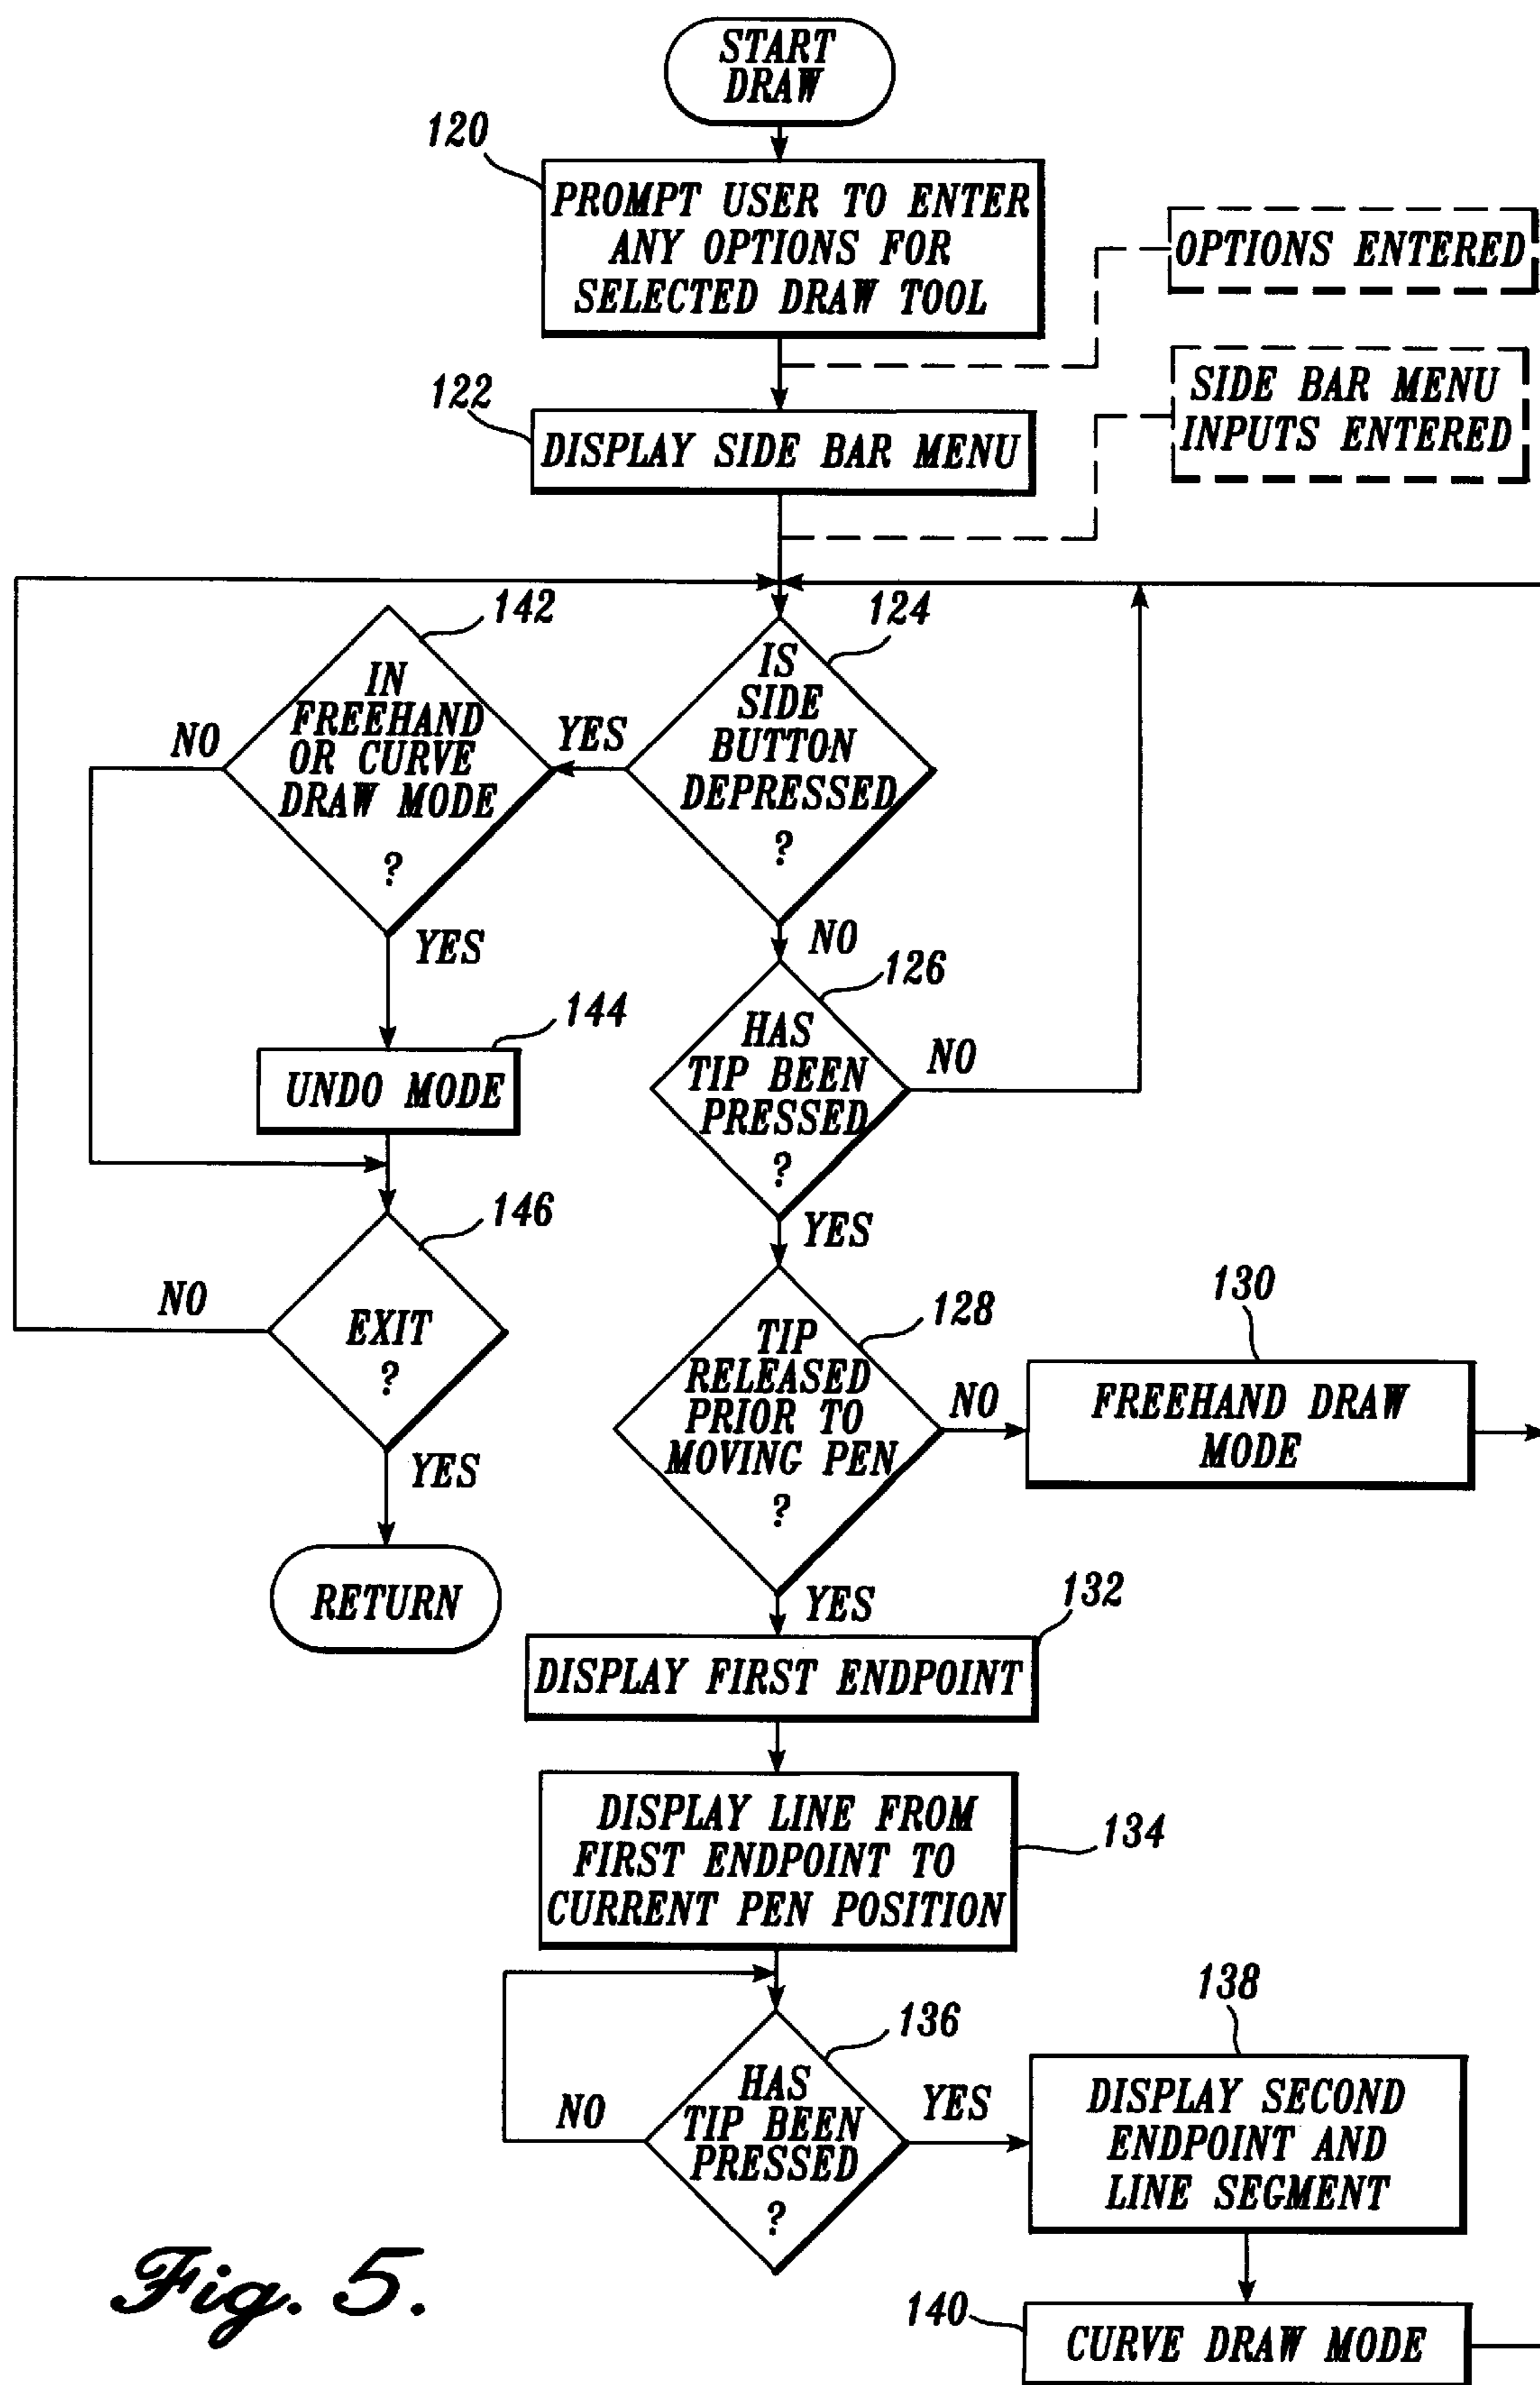 START
DRAW
120
PROMPT USER TO ENTER
ANY OPTIONS FOR
SELECTED DRAW TOOL
OPTIONS ENTERED
122
DISPLAY SIDE BAR MENU
SIDE BAR MENU
INPUTS ENTERED
142
IN
FREEHAND
OR CURVE
DRAW MODE
?
NO
YES
124
IS
SIDE
BUTTON
DEPRESSED
?
YES
NO
144
UNDO MODE
126
HAS
TIP BEEN
PRESSED
?
NO
YES
146
EXIT
?
NO
YES
RETURN
128
TIP
RELEASED
PRIOR TO
MOVING PEN
?
NO
130
FREEHAND DRAW
MODE
YES
132
DISPLAY FIRST ENDPOINT
134
DISPLAY LINE FROM
FIRST ENDPOINT TO
CURRENT PEN POSITION
136
HAS
TIP BEEN
PRESSED
?
NO
YES
138
DISPLAY SECOND
ENDPOINT AND
LINE SEGMENT
140
CURVE DRAW MODE
Fig. 5.